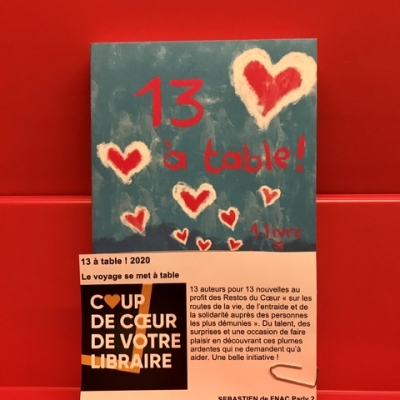 13
à table!
1 livre
13 à table ! 2020
Le voyage se met à table
COUP
DE CŒUR
DE VOTRE
LIBRAIRE
13 auteurs pour 13 nouvelles au
profit des Restos du Cœur « sur les
routes de la vie, de l'entraide et de
la solidarité auprès des personnes
les plus démunies ». Du talent, des
surprises et une occasion de faire
plaisir en découvrant ces plumes
ardentes qui ne demandent qu'à
aider. Une belle initiative !
SEBASTIEN de FNAC Parly 2